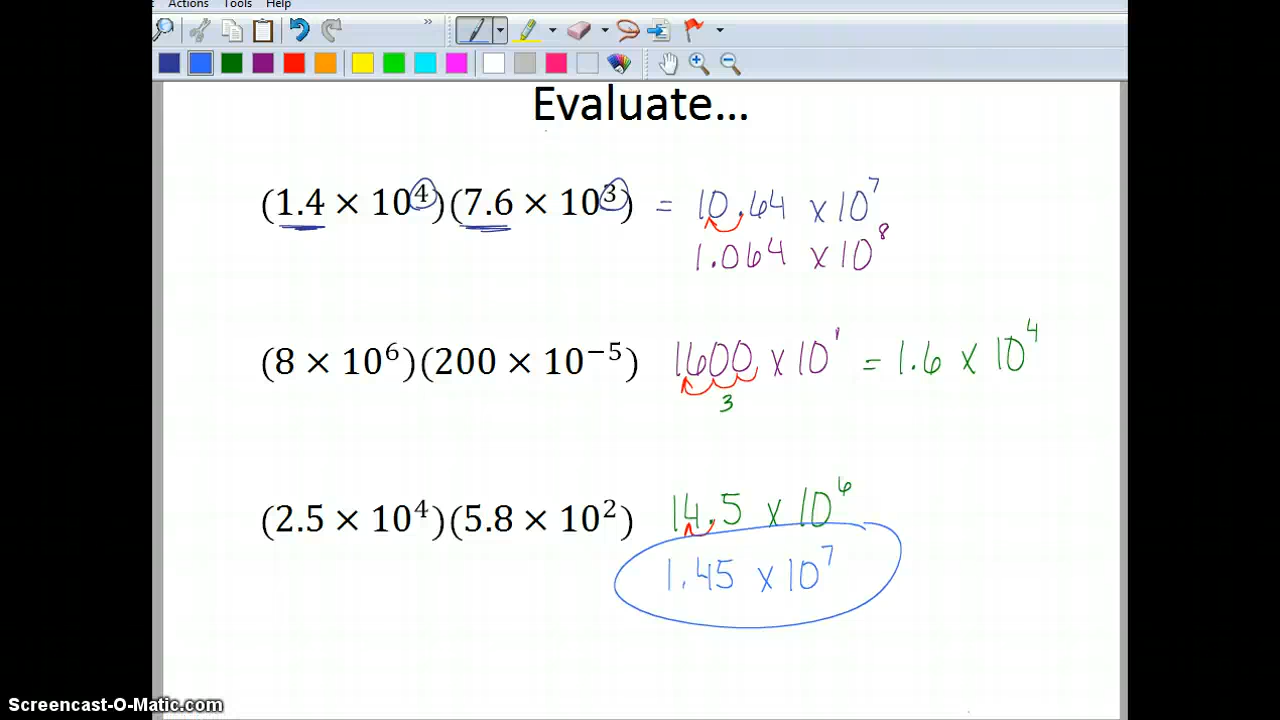 Actions Tools Help
Evaluate...
(1.4 × 10⁴)(7.6 × 10³) = 10.64 x 10⁷
1.064 x 10⁸
(8 × 10⁶)(200 × 10⁻⁵) 1600 x 10¹ = 1.6 x 10⁴
3
(2.5 × 10⁴)(5.8 × 10²) 14.5 x 10⁶
1.45 x 10⁷
Screencast-O-Matic.com